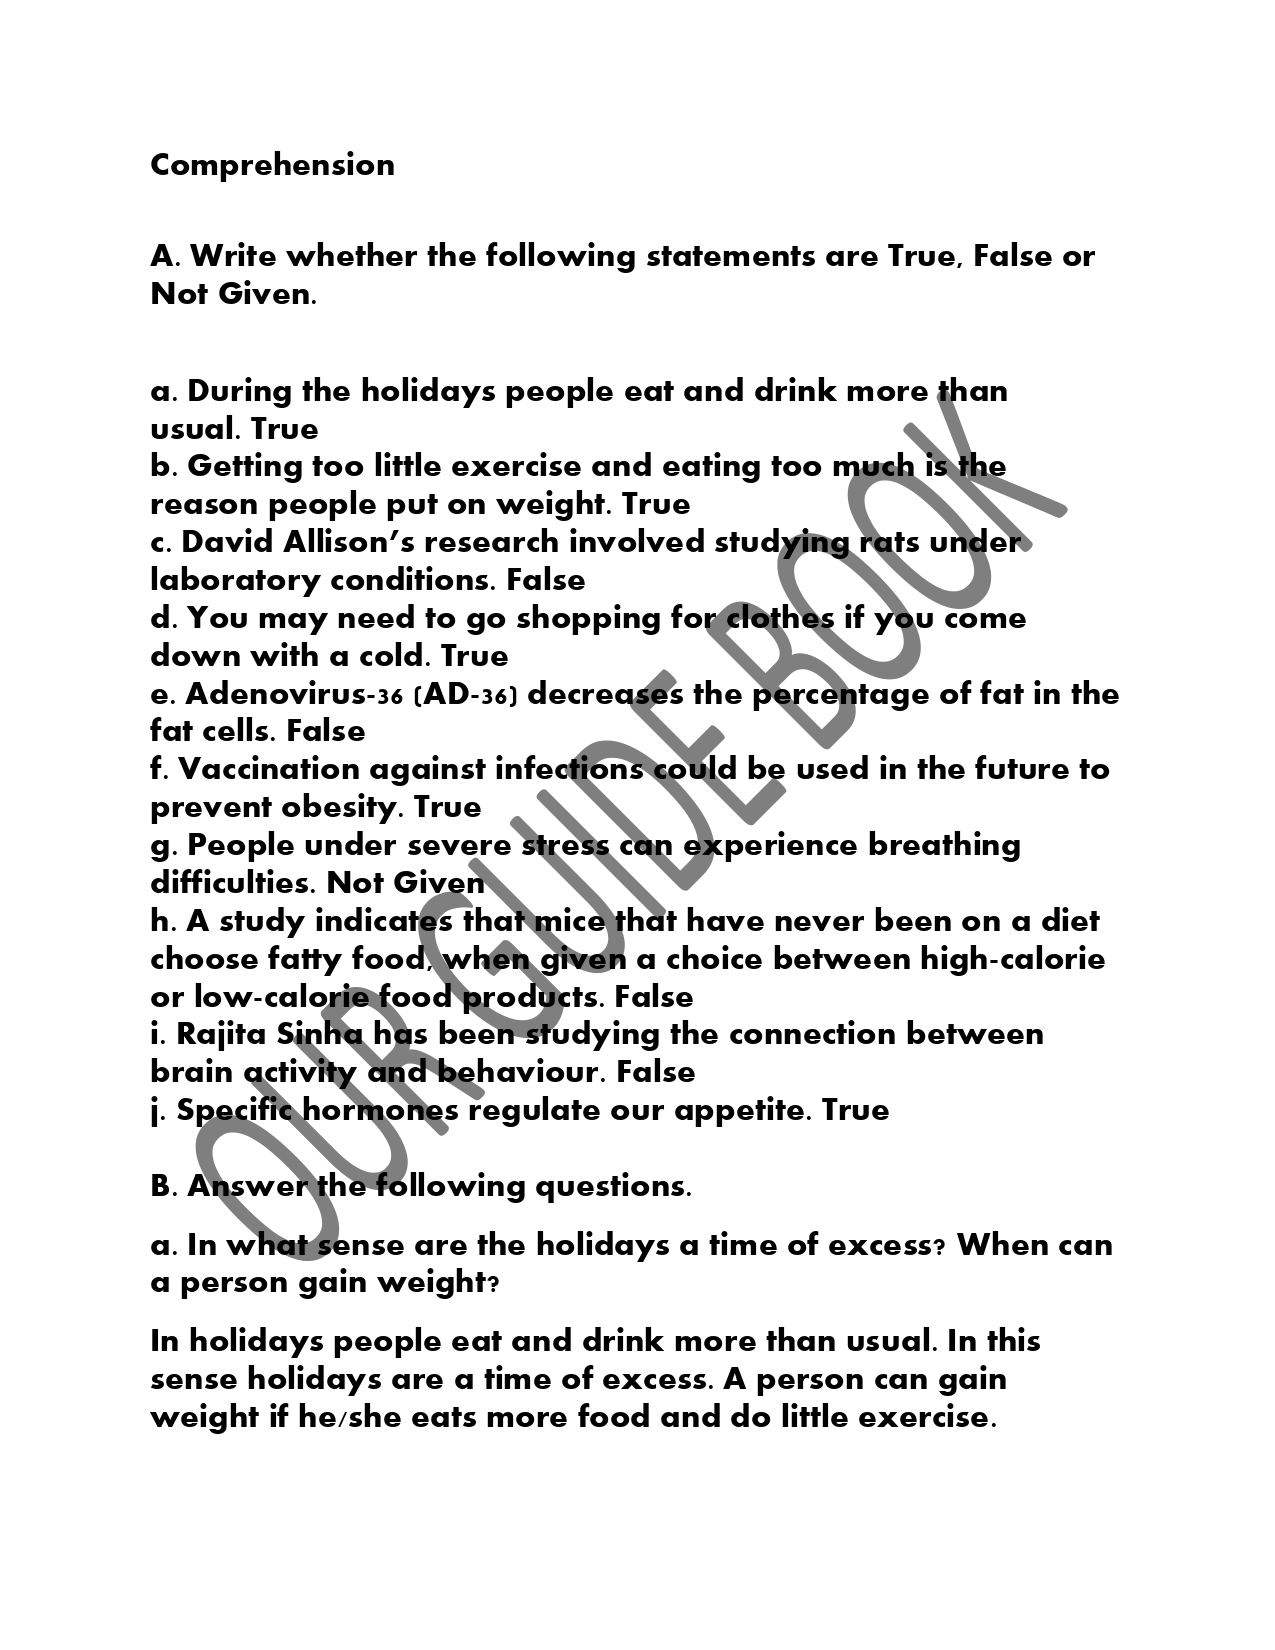 Comprehension
A. Write whether the following statements are True, False or
Not Given.
a. During the holidays people eat and drink more than
usual. True
b. Getting too little exercise and eating too much is the
reason people put on weight. True
c. David Allison’s research involved studying rats under
laboratory conditions. False
d. You may need to go shopping for clothes if you come
down with a cold. True
e. Adenovirus-36 (AD-36) decreases the percentage of fat in the
fat cells. False
f. Vaccination against infections could be used in the future to
prevent obesity. True
g. People under severe stress can experience breathing
difficulties. Not Given
h. A study indicates that mice that have never been on a diet
choose fatty food, when given a choice between high-calorie
or low-calorie food products. False
i. Rajita Sinha has been studying the connection between
brain activity and behaviour. False
j. Specific hormones regulate our appetite. True
B. Answer the following questions.
a. In what sense are the holidays a time of excess? When can
a person gain weight?
In holidays people eat and drink more than usual. In this
sense holidays are a time of excess. A person can gain
weight if he/she eats more food and do little exercise.
OUR GUIDE BOOK